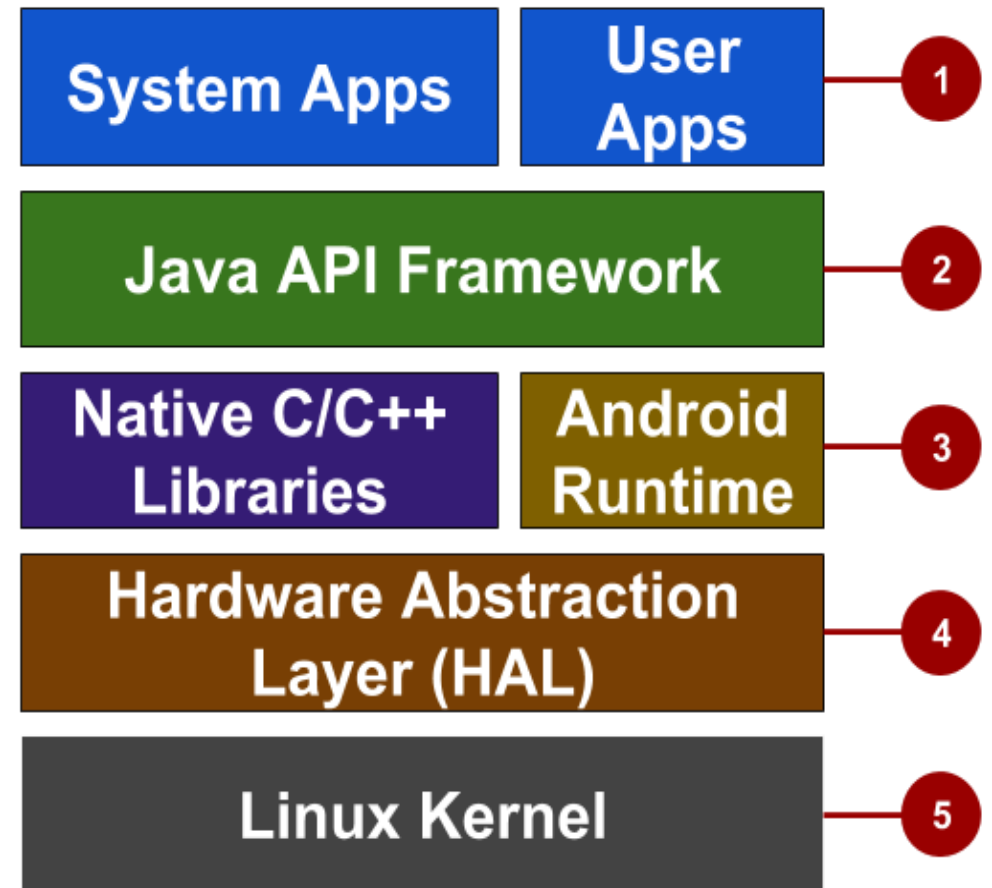 System Apps
User
Apps
1
Java API Framework
2
Native C/C++
Libraries
Android
Runtime
3
Hardware Abstraction
Layer (HAL)
4
Linux Kernel
5